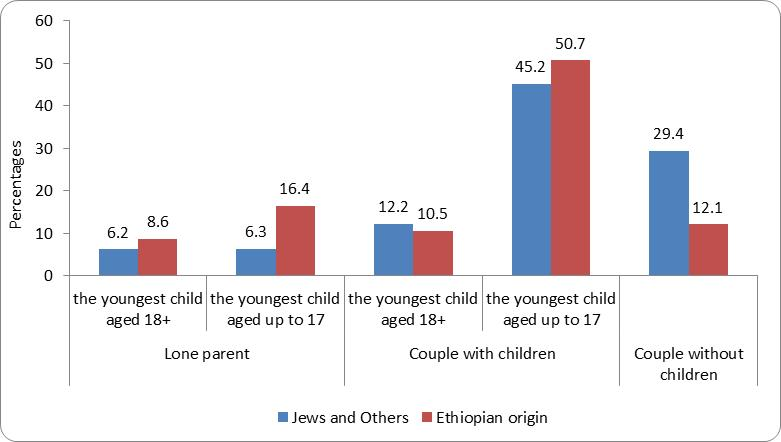 60
50
40
30
20
10
0
Percentages
6.2
8.6
6.3
16.4
12.2
10.5
45.2
50.7
29.4
12.1
the youngest child
aged 18+
the youngest child
aged up to 17
the youngest child
aged 18+
the youngest child
aged up to 17
Lone parent
Couple with children
Couple without
children
Jews and Others
Ethiopian origin